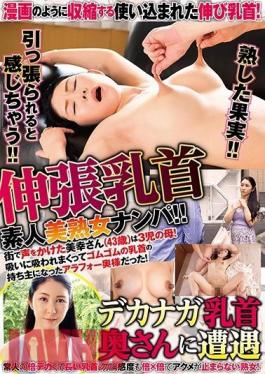 漫画のように収縮する使い込まれた伸び乳首!
引っ張られると
感じちゃう!!
熟した果実!!
伸張乳首
素人美熟女ナンパ!!
街で声をかけた美幸さん(43歳)は3児の母!
吸いに吸われまくってゴムゴムの乳首の
持ち主になったアラフォー奥様だった!
デカナガ乳首
奥さんに遭遇